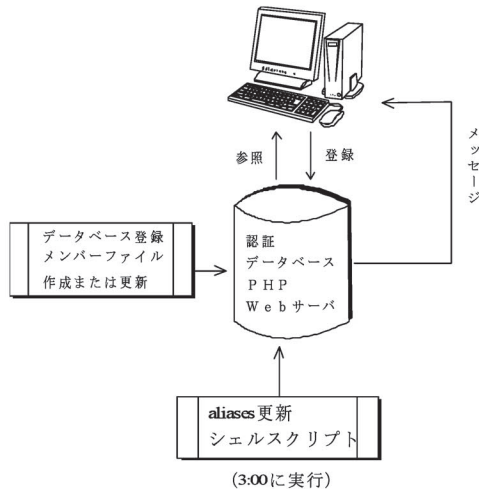 参照
登録
メッセージ
データベース登録
メンバーファイル
作成または更新
認証
データベース
ＰＨＰ
Ｗｅｂサーバ
aliases更新
シェルスクリプト
(3:00に実行)